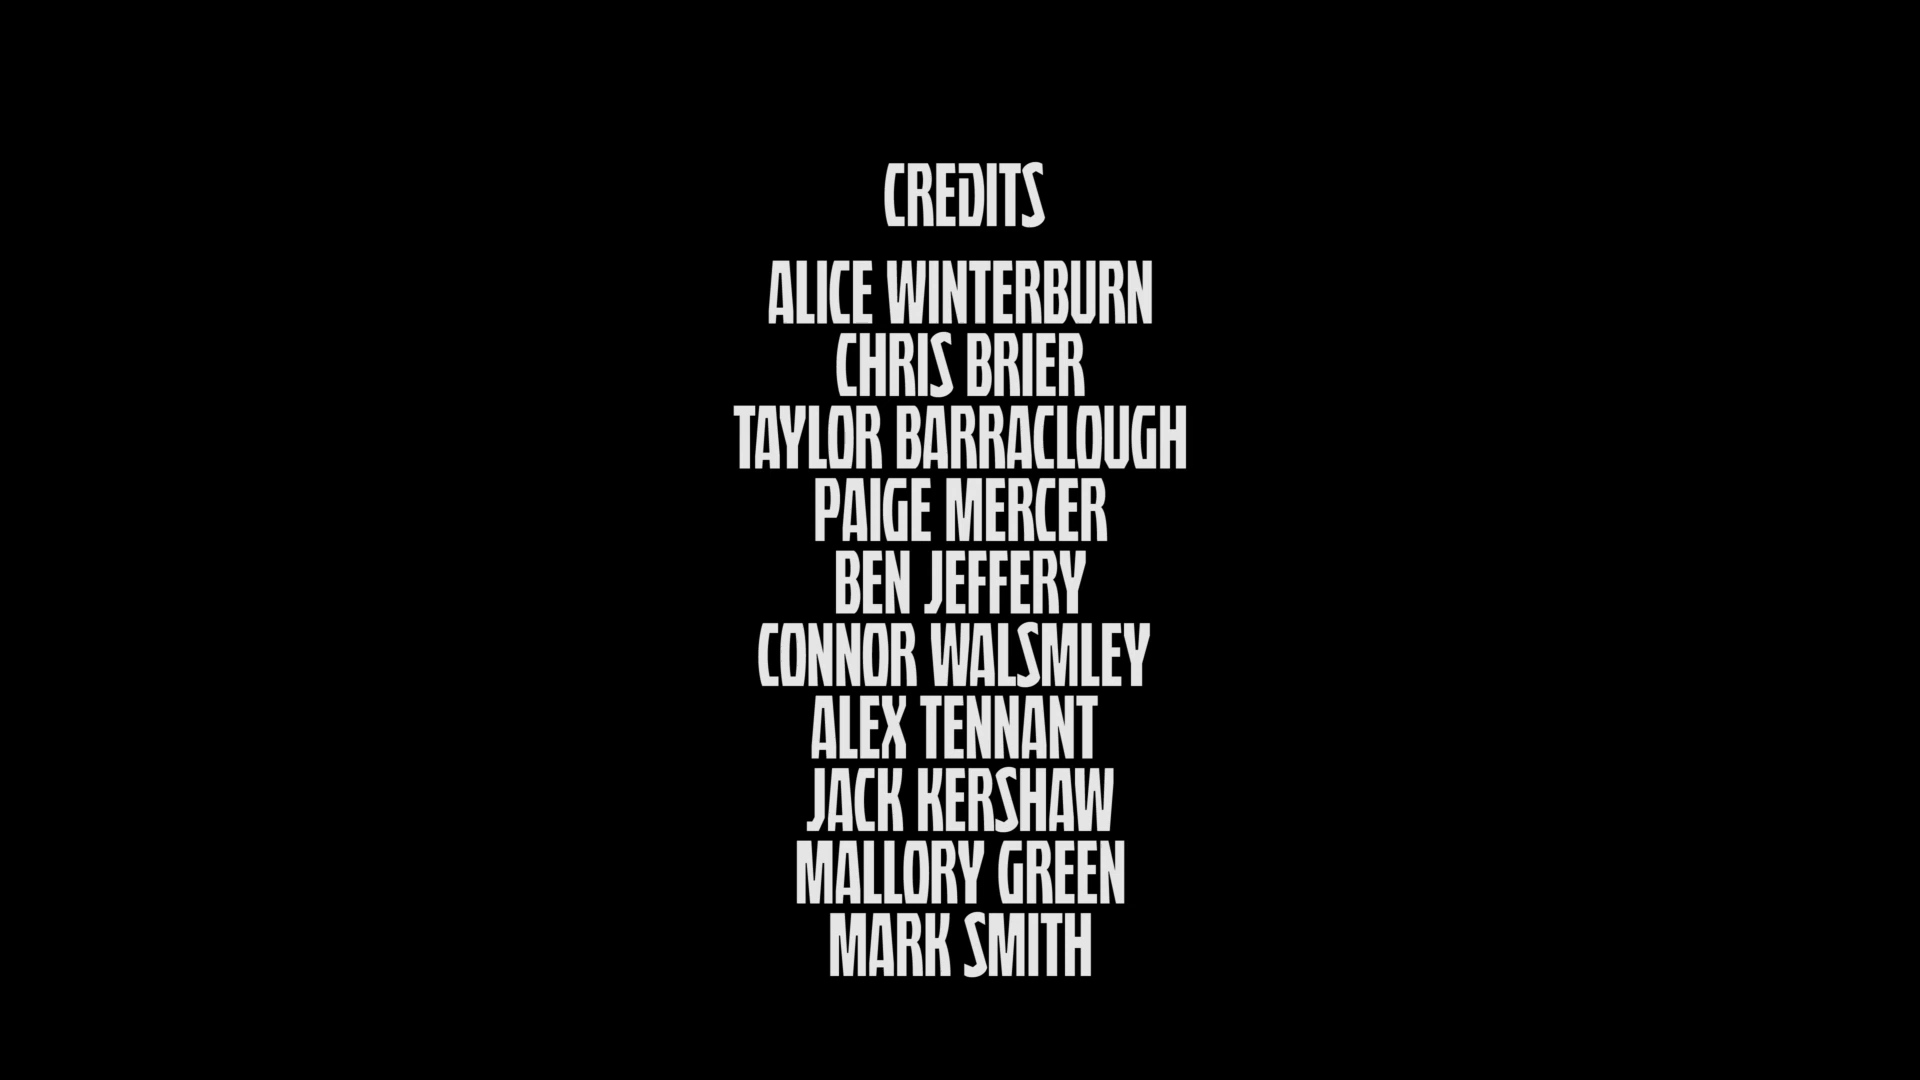 CREDITS
ALICE WINTERBURN
CHRIS BRIER
TAYLOR BARRACLOUGH
PAIGE MERCER
BEN JEFFERY
CONNOR WALSMLEY
ALEX TENNANT
JACK KERSHAW
MALLORY GREEN
MARK SMITH